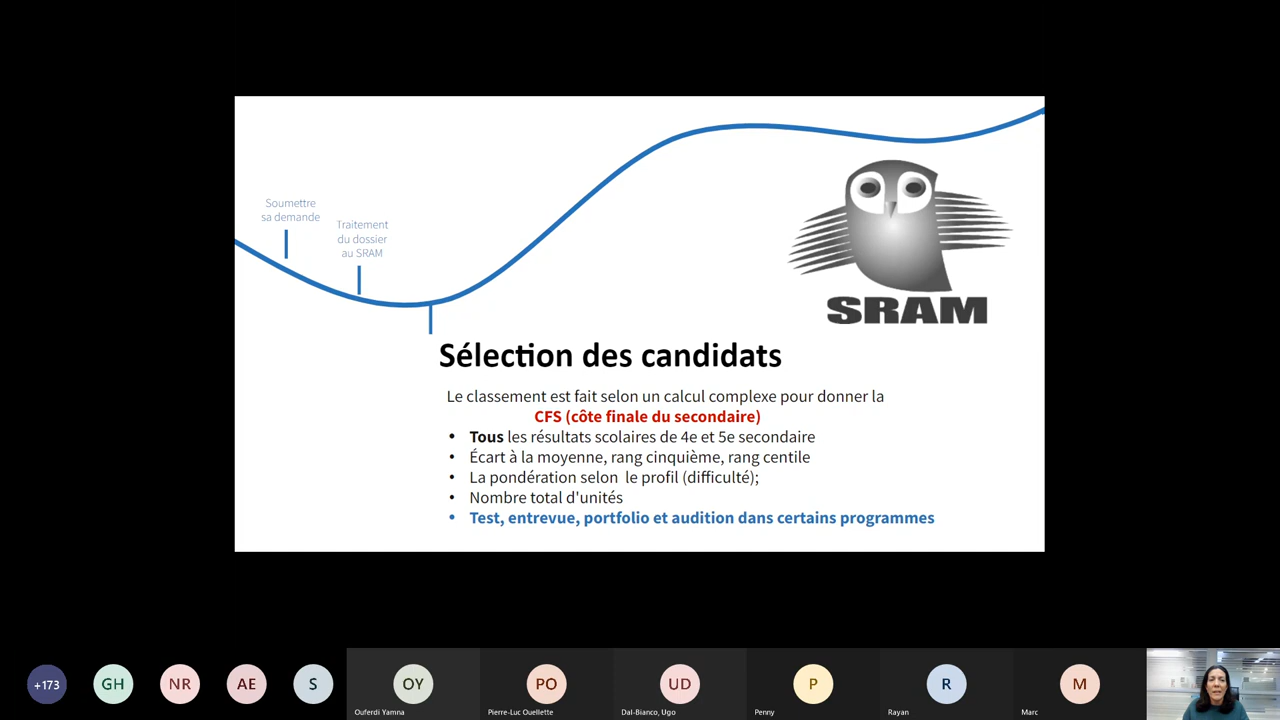 Soumettre
sa demande
Traitement
du dossier
au SRAM
SRAM
Sélection des candidats
Le classement est fait selon un calcul complexe pour donner la
CFS (côte finale du secondaire)
• Tous les résultats scolaires de 4e et 5e secondaire
• Écart à la moyenne, rang cinquième, rang centile
• La pondération selon le profil (difficulté);
• Nombre total d'unités
• Test, entrevue, portfolio et audition dans certains programmes
+173
GH
NR
AE
S
OY
PO
UD
P
R
M
Ouferdi Yamna
Pierre-Luc Ouellette
Dal-Bianco, Ugo
Penny
Rayan
Marc